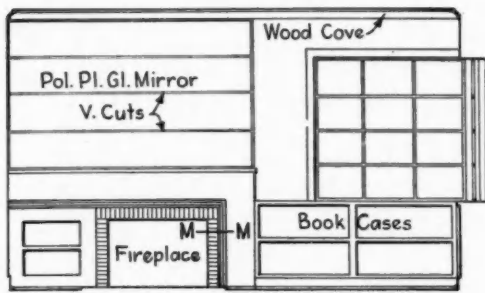 Wood Cove
Pol. Pl. Gl. Mirror
V. Cuts
M M
Book Cases
Fireplace